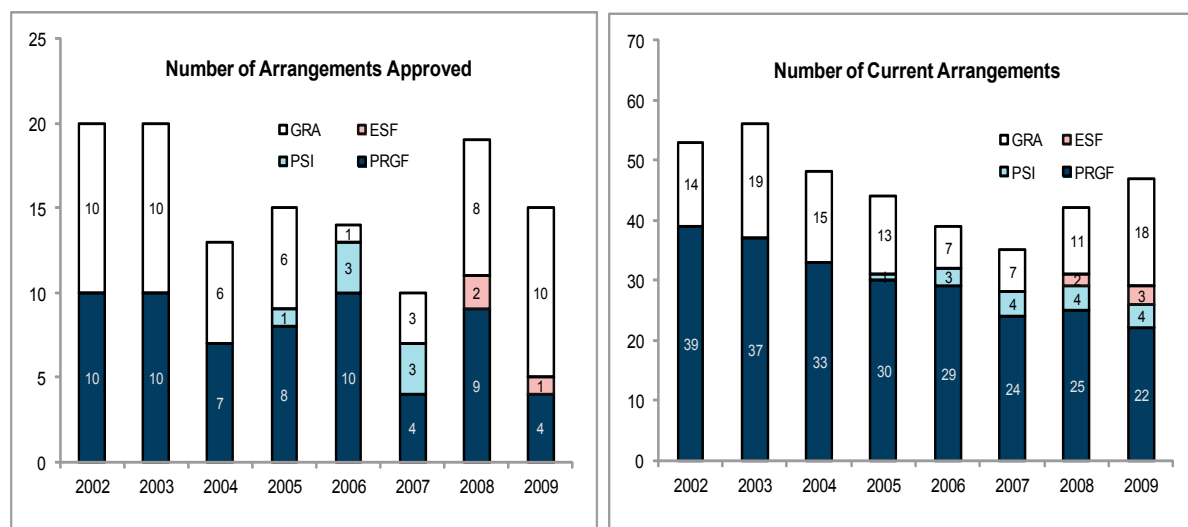 Number of Arrangements Approved
25
20
15
10
5
0
GRA ESF
PSI PRGF
10 10 6 6 1 3 8 10
1 3 3 2 1
10 10 7 8 10 4 9 4
2002 2003 2004 2005 2006 2007 2008 2009
Number of Current Arrangements
70
60
50
40
30
20
10
0
GRA ESF
PSI PRGF
14 19 15 13 7 7 11 18
2 3
1 3 4 4 4
39 37 33 30 29 24 25 22
2002 2003 2004 2005 2006 2007 2008 2009